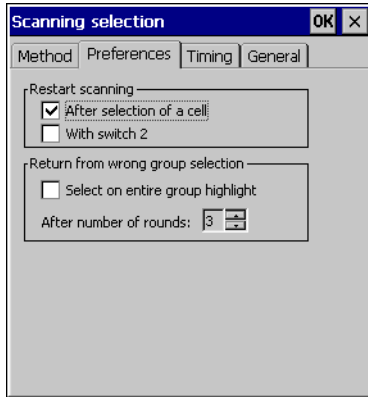 Scanning selection OK ×
Method Preferences Timing General
Restart scanning
After selection of a cell
With switch 2
Return from wrong group selection
Select on entire group highlight
After number of rounds: 3